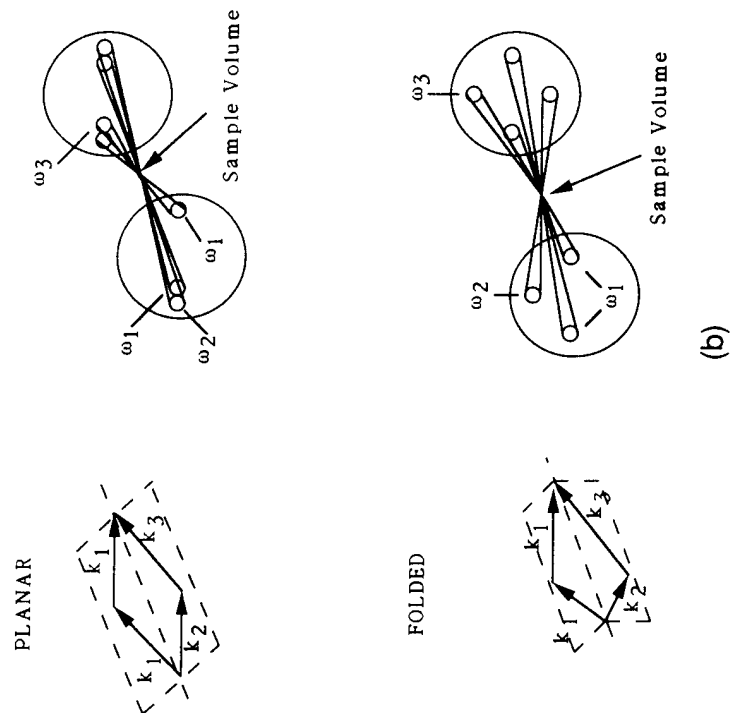 PLANAR
k1
k1
k2
k3
ω3
Sample Volume
ω1
ω1
ω2
FOLDED
k1
k1
k2
k3
ω3
Sample Volume
ω2
ω1
(b)